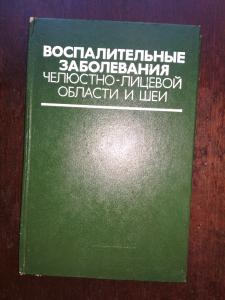 ВОСПАЛИТЕЛЬНЫЕ
ЗАБОЛЕВАНИЯ
ЧЕЛЮСТНО-ЛИЦЕВОЙ
ОБЛАСТИ И ШЕИ